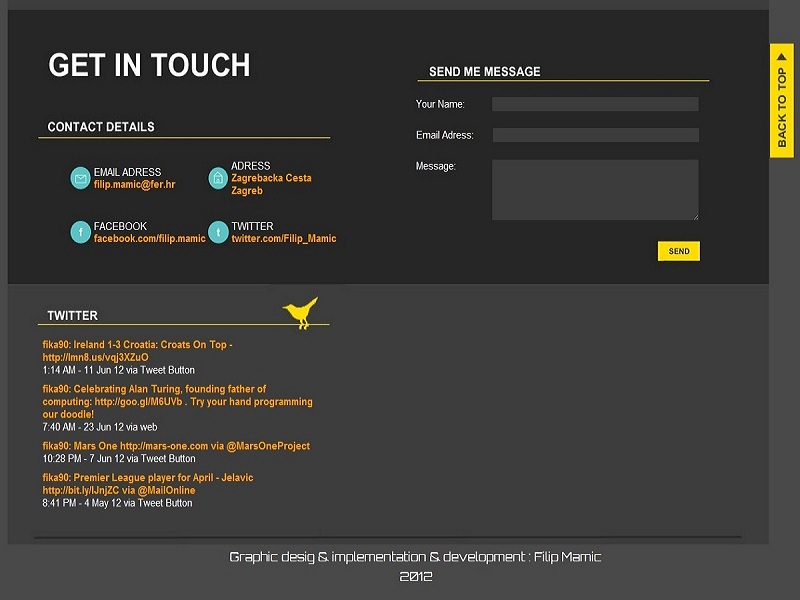 GET IN TOUCH
CONTACT DETAILS
EMAIL ADRESS
filip.mamic@fer.hr
ADRESS
Zagrebacka Cesta
Zagreb
FACEBOOK
facebook.com/filip.mamic
TWITTER
twitter.com/Filip_Mamic
SEND ME MESSAGE
Your Name:
Email Adress:
Message:
SEND
BACK TO TOP
TWITTER
fika90: Ireland 1-3 Croatia: Croats On Top -
http://lmn8.us/vqj3XZuO
1:14 AM - 11 Jun 12 via Tweet Button
fika90: Celebrating Alan Turing, founding father of
computing: http://goo.gl/M6UVb . Try your hand programming
our doodle!
7:40 AM - 23 Jun 12 via web
fika90: Mars One http://mars-one.com via @MarsOneProject
10:28 PM - 7 Jun 12 via Tweet Button
fika90: Premier League player for April - Jelavic
http://bit.ly/IJnjZC via @MailOnline
8:41 PM - 4 May 12 via Tweet Button
Graphic desig & implementation & development : Filip Mamic
2012